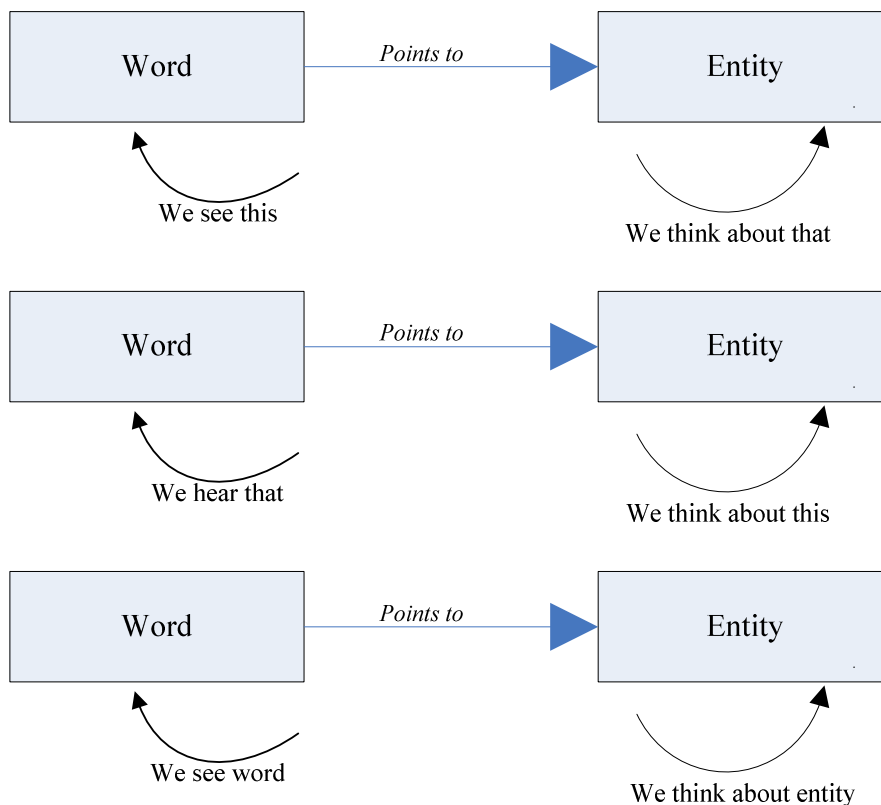 Word
Points to
Entity
We see this
We think about that
Word
Points to
Entity
We hear that
We think about this
Word
Points to
Entity
We see word
We think about entity